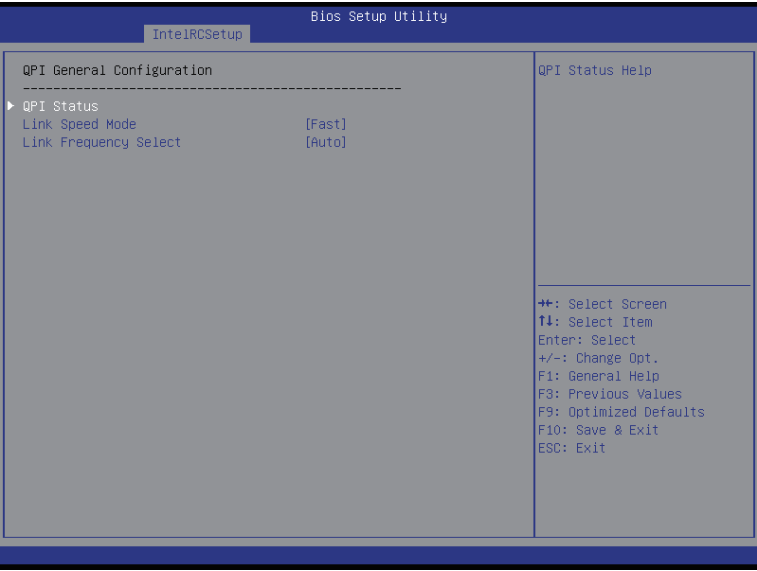 Bios Setup Utility
IntelRCSetup
QPI General Configuration
--------------------------------------------------
QPI Status
Link Speed Mode [Fast]
Link Frequency Select [Auto]
QPI Status Help
→←: Select Screen
↑↓: Select Item
Enter: Select
+/-: Change Opt.
F1: General Help
F3: Previous Values
F9: Optimized Defaults
F10: Save & Exit
ESC: Exit